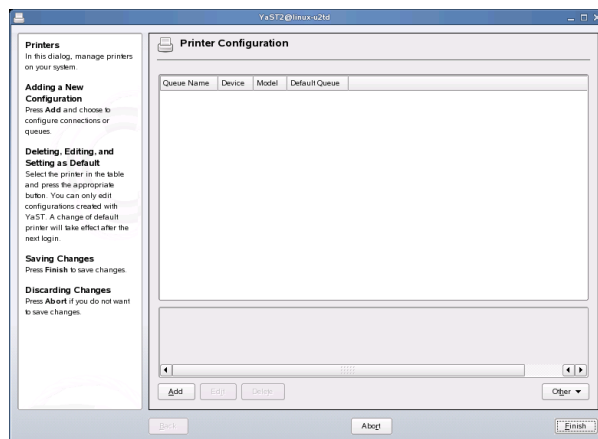 YaST2@linux-u2td
Printers
In this dialog, manage printers
on your system.
Adding a New
Configuration
Press Add and choose to
configure connections or
queues.
Deleting, Editing, and
Setting as Default
Select the printer in the table
and press the appropriate
button. You can only edit
configurations created with
YaST. A change of default
printer will take effect after the
next login.
Saving Changes
Press Finish to save changes.
Discarding Changes
Press Abort if you do not want
to save changes.
Printer Configuration
Queue Name Device Model Default Queue
Add Edit Delete Other
Back Abort Finish